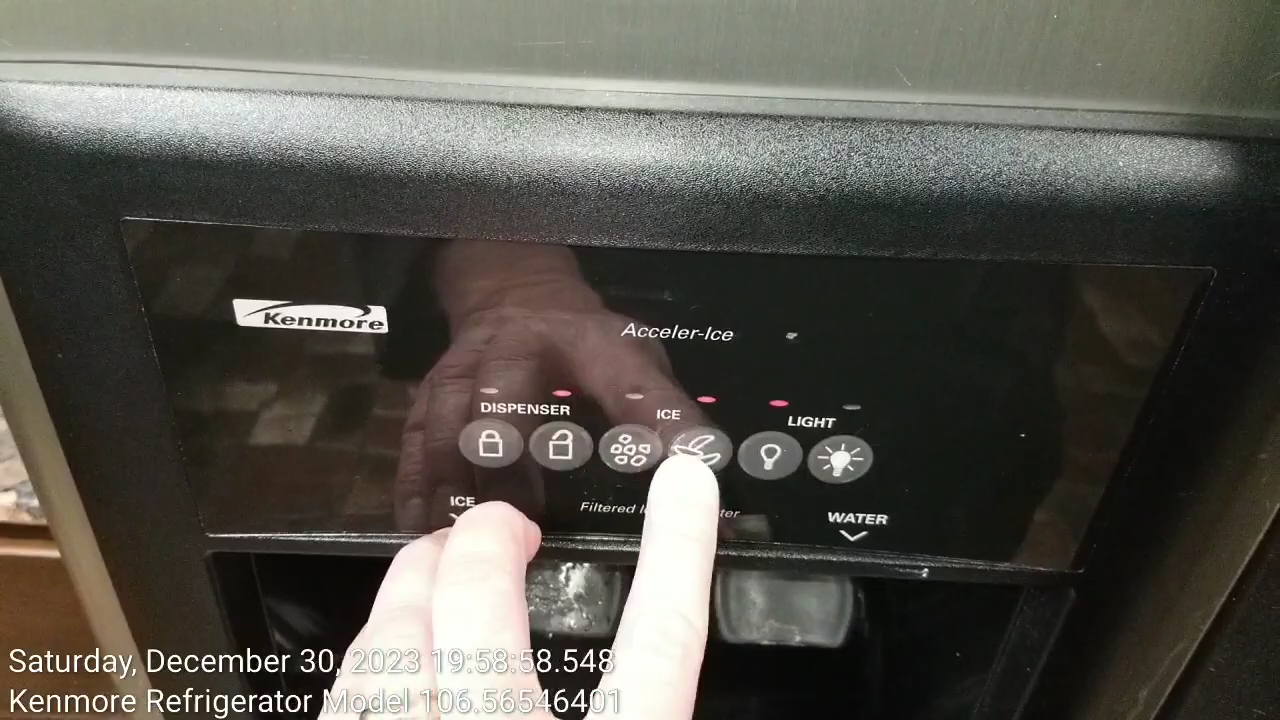 Kenmore
Acceler-Ice
DISPENSER
ICE
LIGHT
ICE
Filtered
WATER
Saturday, December 30, 2023 19:58:58.548
Kenmore Refrigerator Model 106.56546401